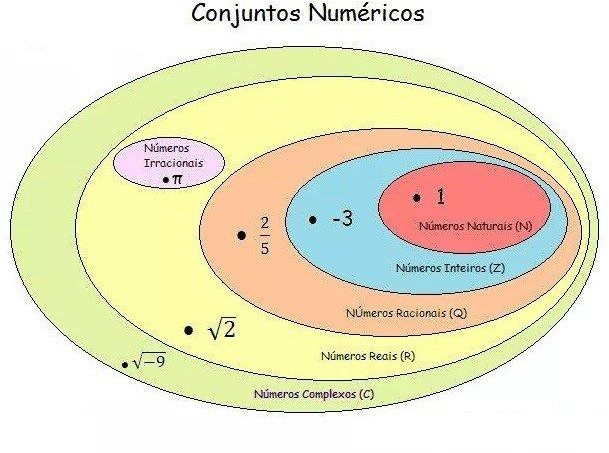 Conjuntos Numéricos
Números
Irracionais
• π
• 1
Números Naturais (N)
• -3
• 2/5
Números Inteiros (Z)
NÚmeros Racionais (Q)
• √2
Números Reais (R)
• √-9
Números Complexos (C)